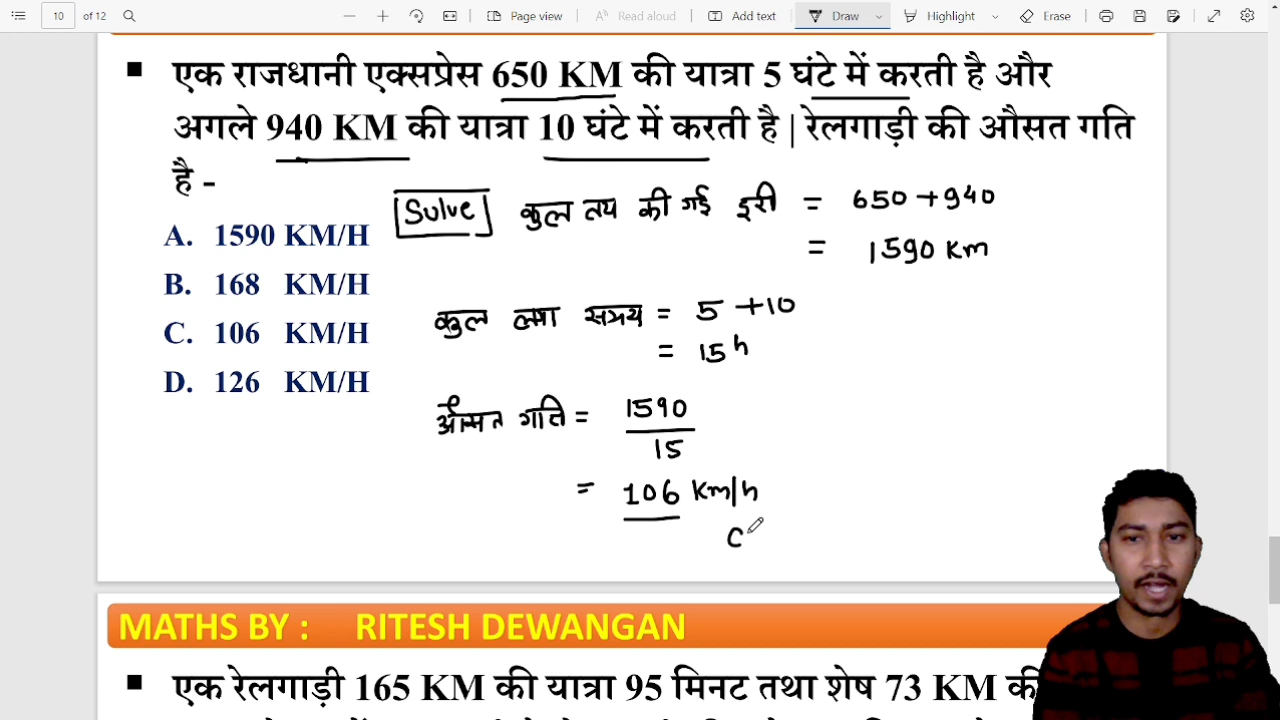 10 of 12 Page view Read aloud Add text Draw Highlight Erase
▪ एक राजधानी एक्सप्रेस 650 KM की यात्रा 5 घंटे में करती है और
अगले 940 KM की यात्रा 10 घंटे में करती है | रेलगाड़ी की औसत गति
है -
Sulve कुल तय की गई दूरी = 650 + 940
A. 1590 KM/H
= 1590 Km
B. 168 KM/H
कुल लगा समय = 5 + 10
C. 106 KM/H
= 15 h
D. 126 KM/H
औसत गति = 1590
15
= 106 Km/h
C
MATHS BY : RITESH DEWANGAN
▪ एक रेलगाड़ी 165 KM की यात्रा 95 मिनट तथा शेष 73 KM की